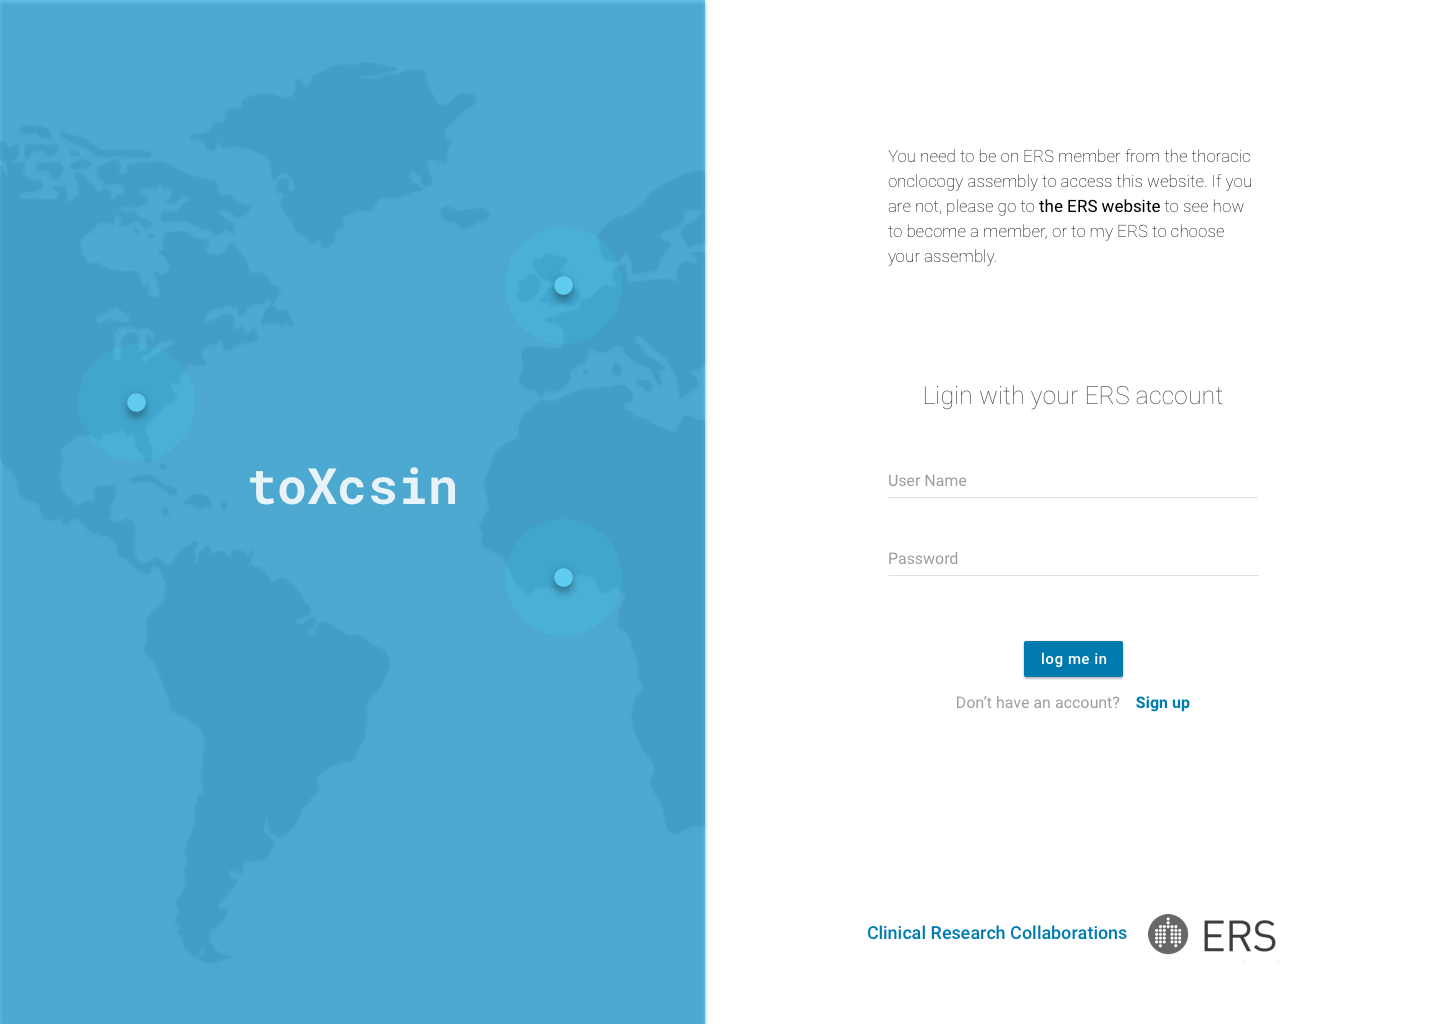 You need to be on ERS member from the thoracic
onclocogy assembly to access this website. If you
are not, please go to the ERS website to see how
to become a member, or to my ERS to choose
your assembly.
Ligin with your ERS account
toXcsin
User Name
Password
log me in
Don't have an account? Sign up
Clinical Research Collaborations ERS